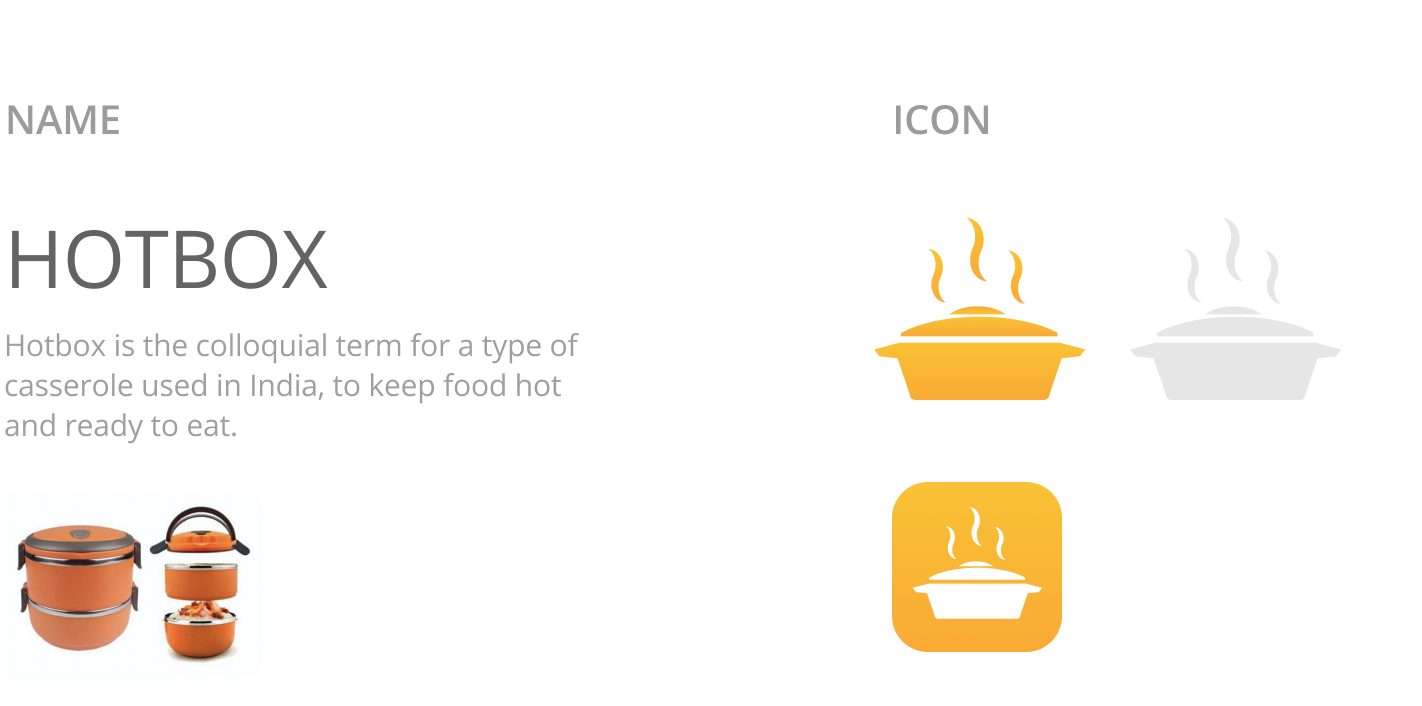 NAME
HOTBOX
Hotbox is the colloquial term for a type of
casserole used in India, to keep food hot
and ready to eat.
ICON